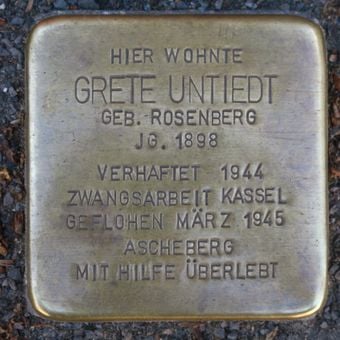 HIER WOHNTE
GRETE UNTIEDT
GEB. ROSENBERG
JG. 1898
VERHAFTET 1944
ZWANGSARBEIT KASSEL
GEFLOHEN MÄRZ 1945
ASCHEBERG
MIT HILFE ÜBERLEBT